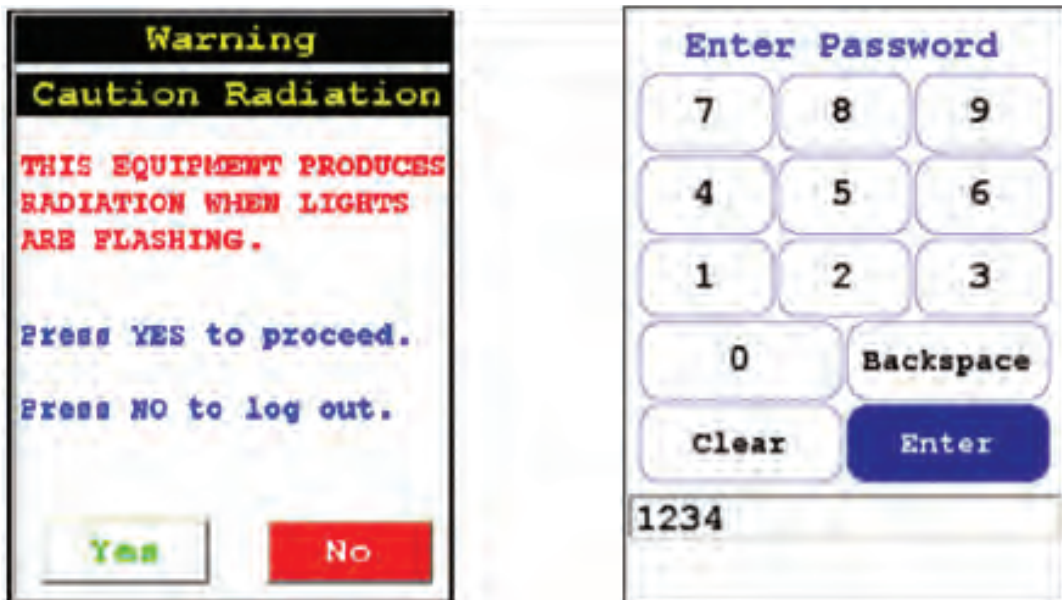 Warning
Caution Radiation
THIS EQUIPMENT PRODUCES
RADIATION WHEN LIGHTS
ARE FLASHING.
Press YES to proceed.
Press NO to log out.
Yes No
Enter Password
7 8 9
4 5 6
1 2 3
0 Backspace
Clear Enter
1234